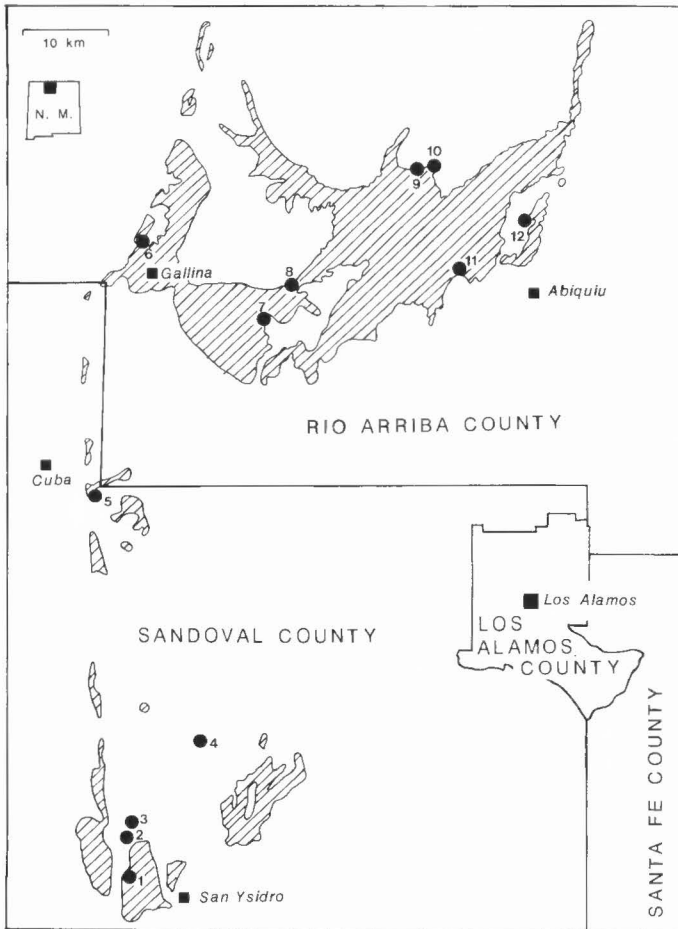 10 km
N. M.
10
9
12
6
Gallina
8
11
Abiquiu
7
RIO ARRIBA COUNTY
Cuba
5
Los Alamos
SANDOVAL COUNTY
LOS
ALAMOS
COUNTY
4
SANTA FE COUNTY
3
2
1
San Ysidro